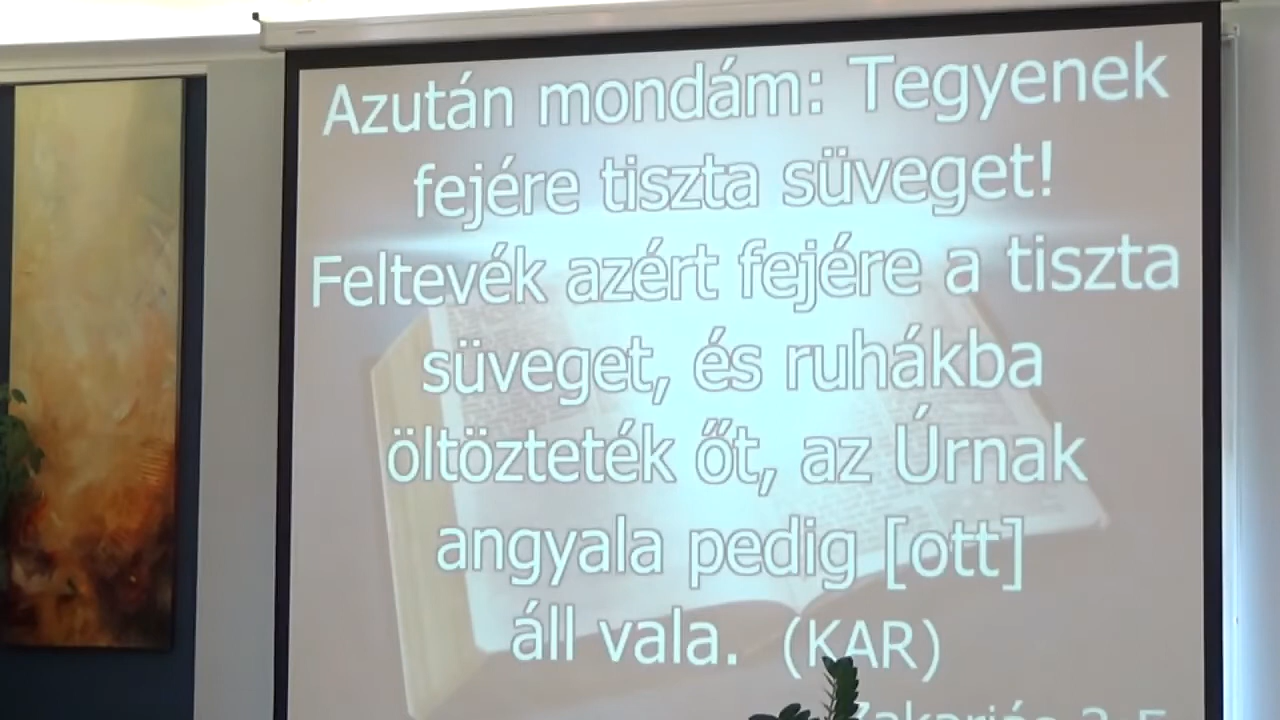 Azután mondám: Tegyenek
fejére tiszta süveget!
Feltevék azért fejére a tiszta
süveget, és ruhákba
öltözteték őt, az Úrnak
angyala pedig [ott]
áll vala. (KAR)